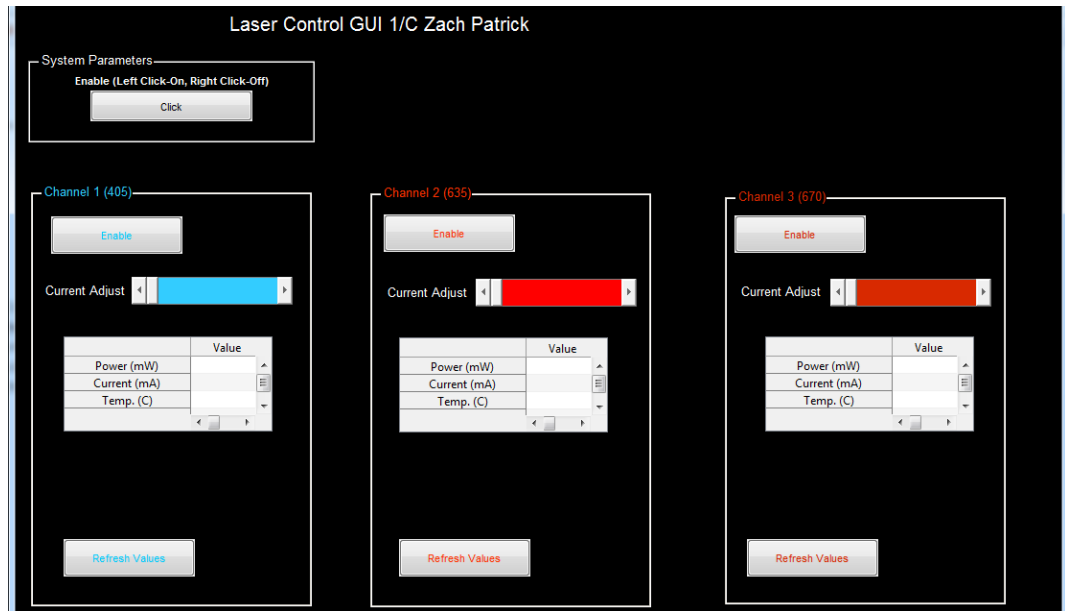 Laser Control GUI 1/C Zach Patrick
System Parameters
Enable (Left Click-On, Right Click-Off)
Click
Channel 1 (405)
Enable
Current Adjust
Value
Power (mW)
Current (mA)
Temp. (C)
Refresh Values
Channel 2 (635)
Enable
Current Adjust
Value
Power (mW)
Current (mA)
Temp. (C)
Refresh Values
Channel 3 (670)
Enable
Current Adjust
Value
Power (mW)
Current (mA)
Temp. (C)
Refresh Values